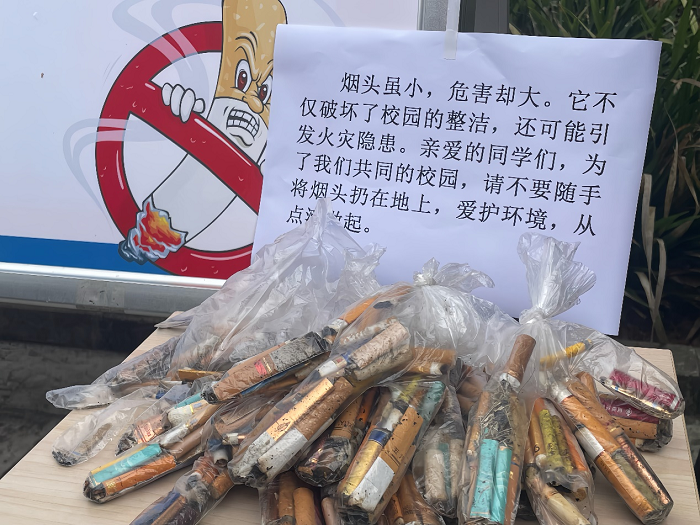 烟头虽小，危害却大。它不
仅破坏了校园的整洁，还可能引
发火灾隐患。亲爱的同学们，为
了我们共同的校园，请不要随手
将烟头扔在地上，爱护环境，从
点滴做起。